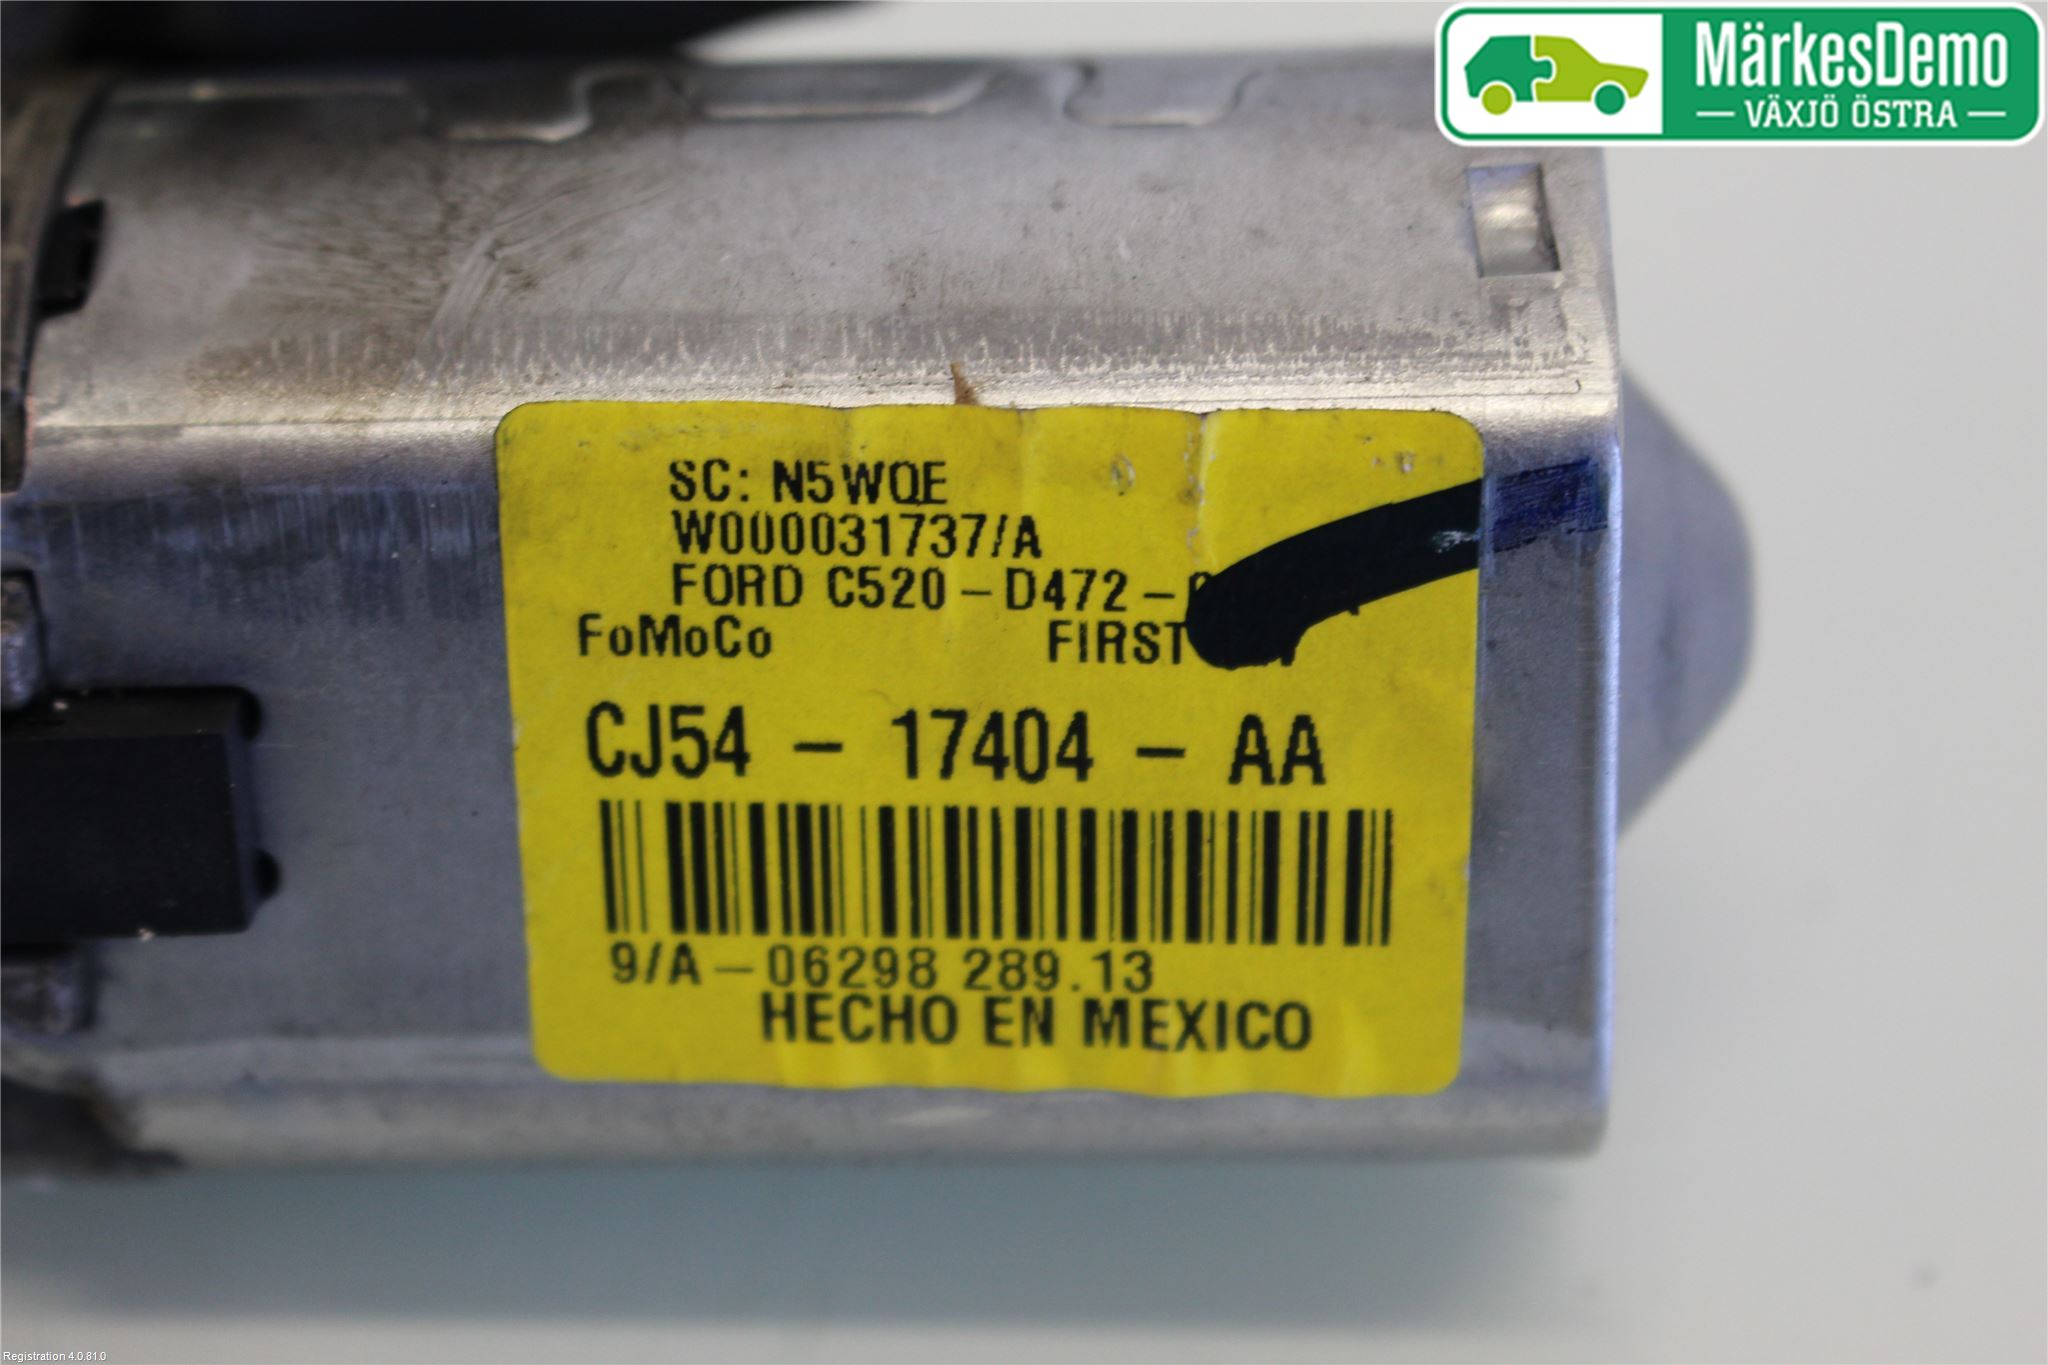 MärkesDemo
VÄXJÖ ÖSTRA
SC: N5WQE
W000031737/A
FORD C520-D472-
FoMoCo FIRST
CJ54 - 17404 - AA
9/A-06298 289.13
HECHO EN MEXICO
Registration 4.0.81.0